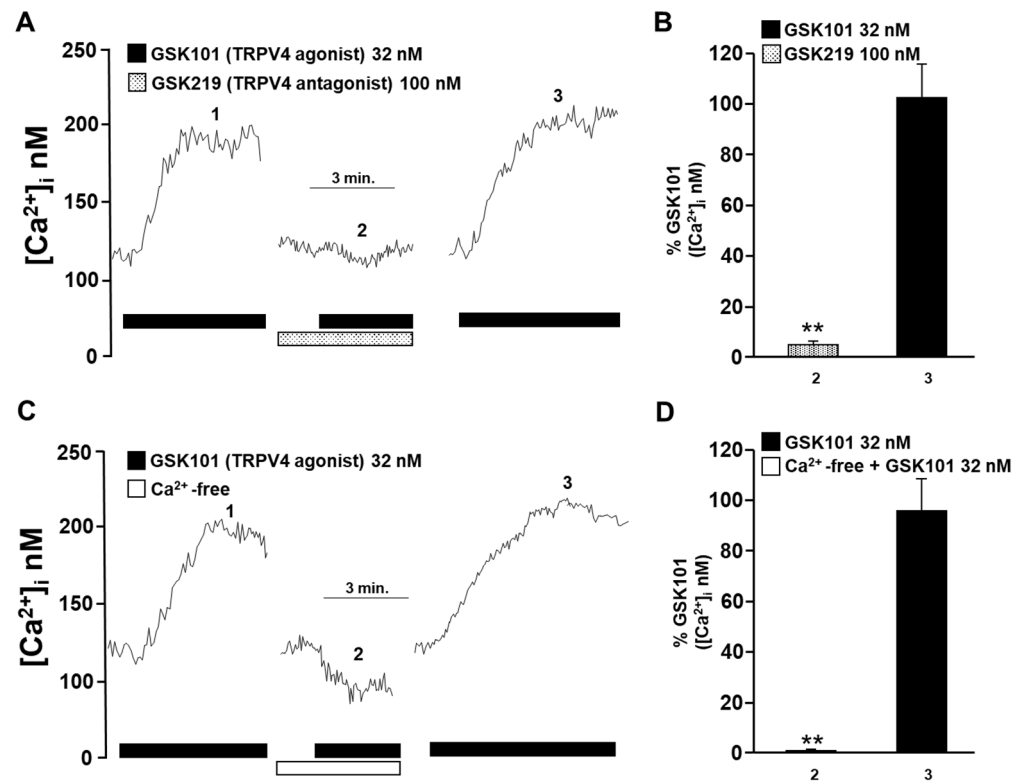 A
250
200
150
100
0
[Ca²⁺]ᵢ nM
GSK101 (TRPV4 agonist) 32 nM
GSK219 (TRPV4 antagonist) 100 nM
1
3 min.
2
3
B
GSK101 32 nM
GSK219 100 nM
120
100
80
60
40
20
0
% GSK101
([Ca²⁺]ᵢ nM)
**
2
3
C
250
200
150
100
0
[Ca²⁺]ᵢ nM
GSK101 (TRPV4 agonist) 32 nM
Ca²⁺ -free
1
3 min.
2
3
D
GSK101 32 nM
Ca²⁺ -free + GSK101 32 nM
120
100
80
60
40
20
0
% GSK101
([Ca²⁺]ᵢ nM)
**
2
3